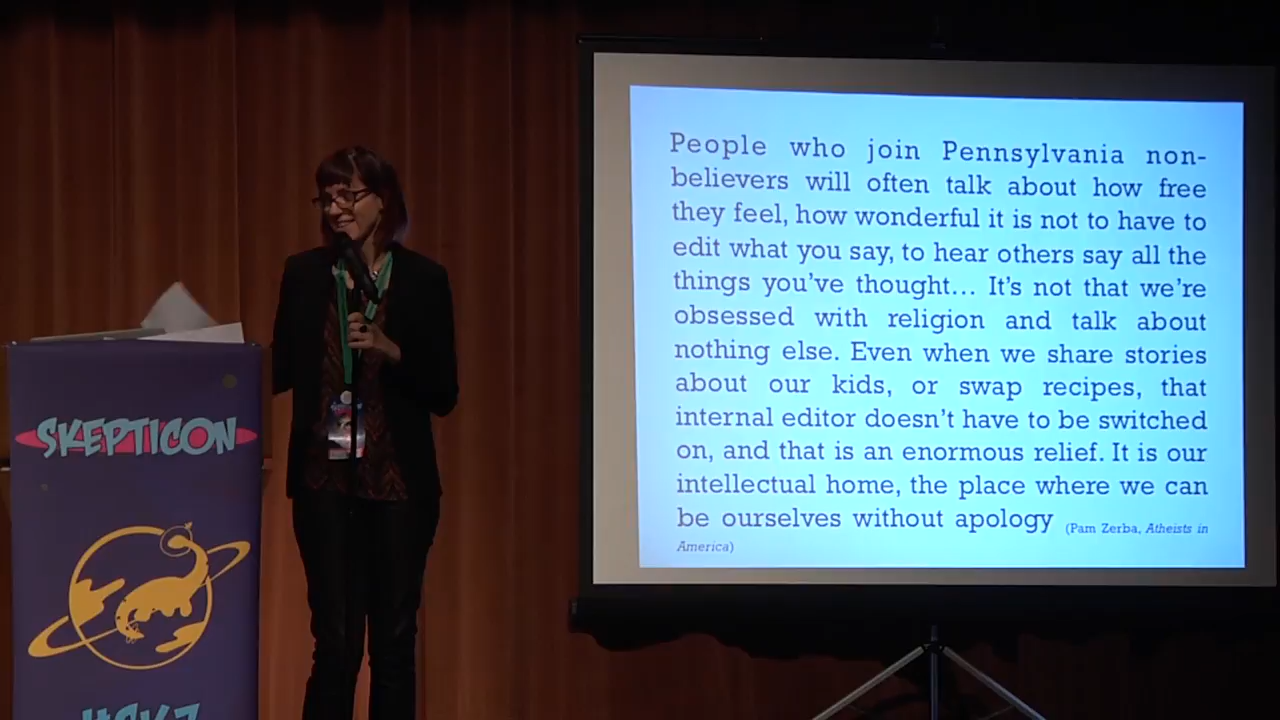 People who join Pennsylvania non-
believers will often talk about how free
they feel, how wonderful it is not to have to
edit what you say, to hear others say all the
things you've thought... It's not that we're
obsessed with religion and talk about
nothing else. Even when we share stories
about our kids, or swap recipes, that
internal editor doesn't have to be switched
on, and that is an enormous relief. It is our
intellectual home, the place where we can
be ourselves without apology (Pam Zerba, Atheists in
America)
SKEPTICON